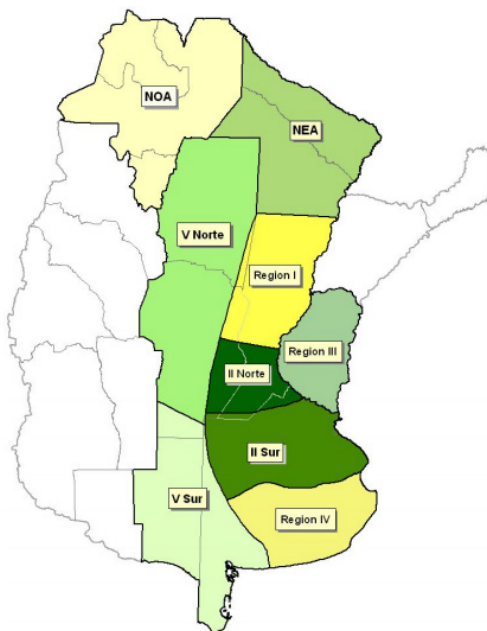 NOA
NEA
V Norte
Region I
Region III
II Norte
II Sur
V Sur
Region IV